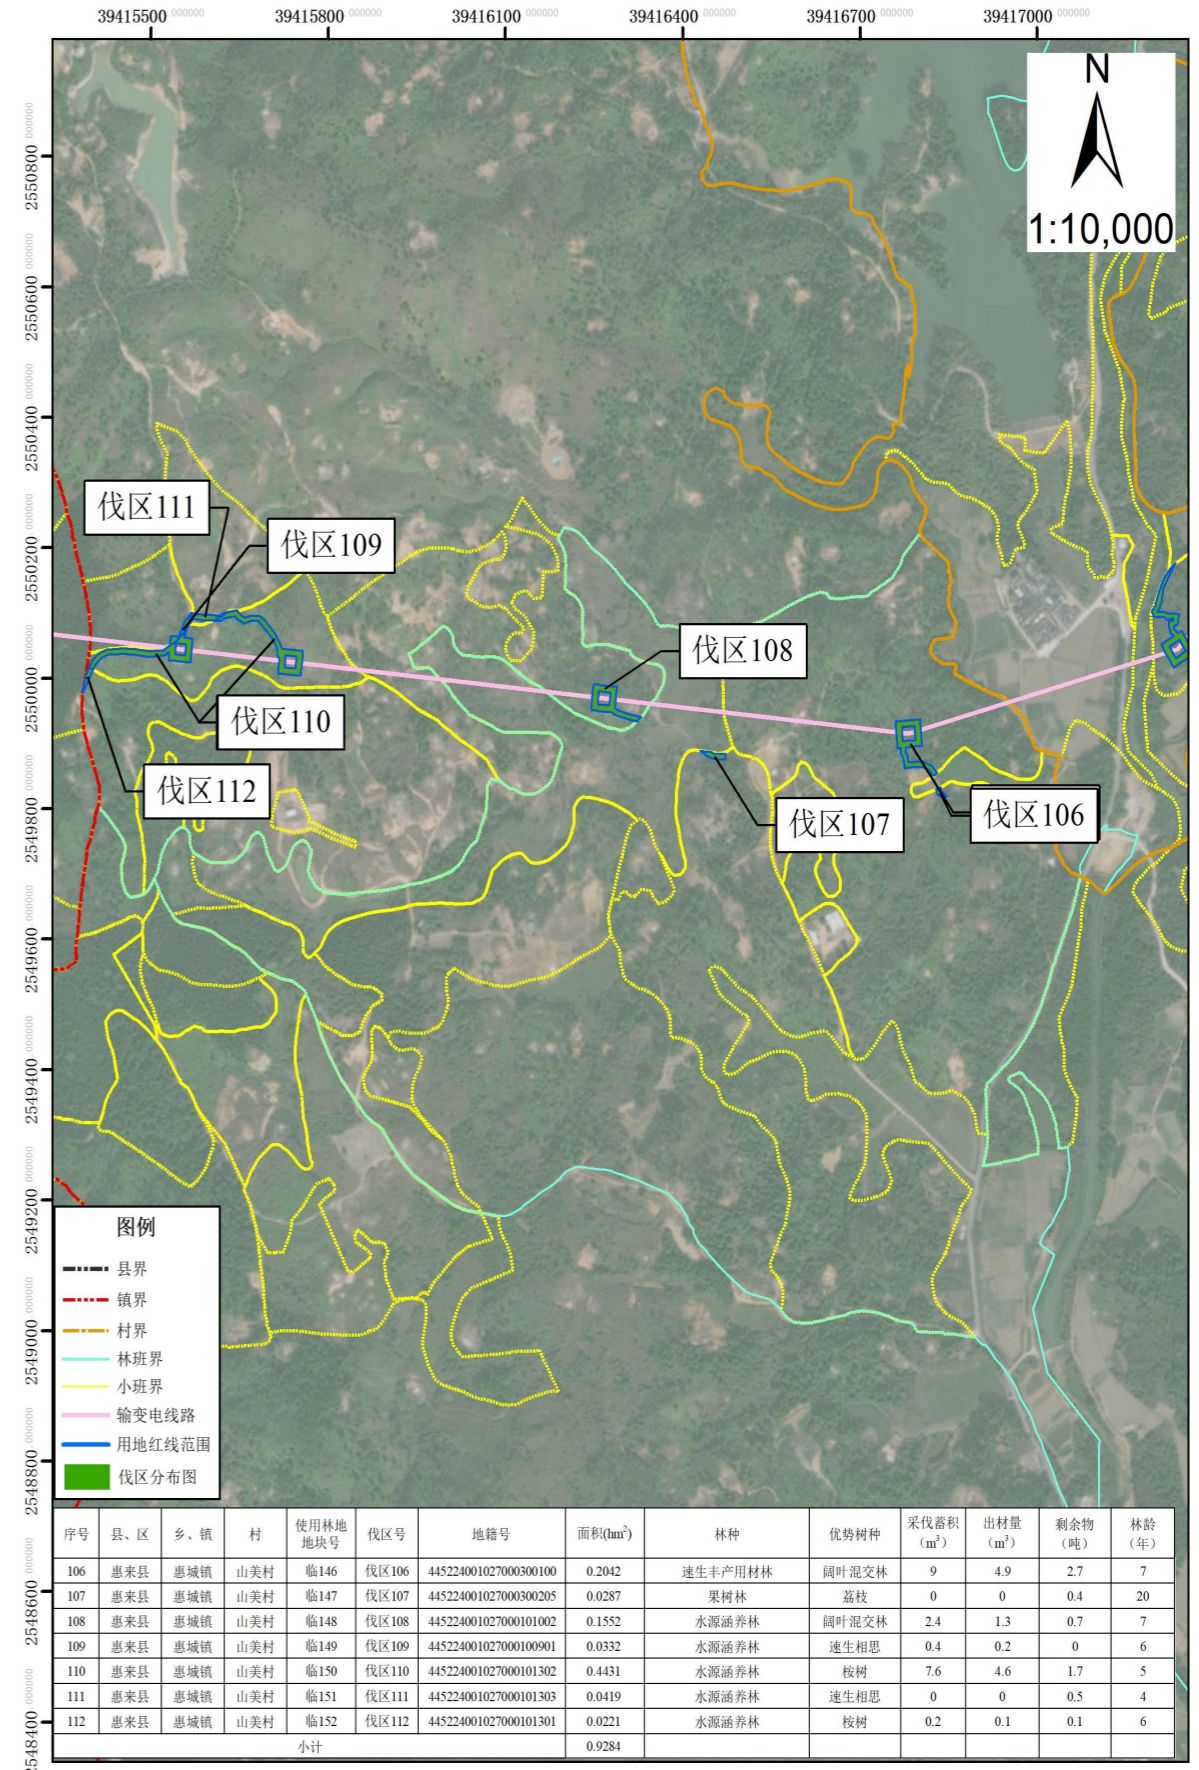 39415500.000000 39415800.000000 39416100.000000 39416400.000000 39416700.000000 39417000.000000
N
1:10,000
2550800.000000
2550600.000000
2550400.000000
2550200.000000
2550000.000000
2549800.000000
2549600.000000
2549400.000000
2549200.000000
2549000.000000
2548800.000000
2548600.000000
2548400.000000
伐区111
伐区109
伐区108
伐区110
伐区112
伐区107
伐区106
图例
县界
镇界
村界
林班界
小班界
输变电线路
用地红线范围
伐区分布图
序号 县、区 乡、镇 村 使用林地地块号 伐区号 地籍号 面积(hm²) 林种 优势树种 采伐蓄积（m³） 出材量（m³） 剩余物（吨） 林龄（年）
106 惠来县 惠城镇 山美村 临146 伐区106 445224001027000300100 0.2042 速生丰产用材林 阔叶混交林 9 4.9 2.7 7
107 惠来县 惠城镇 山美村 临147 伐区107 445224001027000300205 0.0287 果树林 荔枝 0 0 0.4 20
108 惠来县 惠城镇 山美村 临148 伐区108 445224001027000101002 0.1552 水源涵养林 阔叶混交林 2.4 1.3 0.7 7
109 惠来县 惠城镇 山美村 临149 伐区109 445224001027000100901 0.0332 水源涵养林 速生相思 0.4 0.2 0 6
110 惠来县 惠城镇 山美村 临150 伐区110 445224001027000101302 0.4431 水源涵养林 桉树 7.6 4.6 1.7 5
111 惠来县 惠城镇 山美村 临151 伐区111 445224001027000101303 0.0419 水源涵养林 速生相思 0 0 0.5 4
112 惠来县 惠城镇 山美村 临152 伐区112 445224001027000101301 0.0221 水源涵养林 桉树 0.2 0.1 0.1 6
小计 0.9284